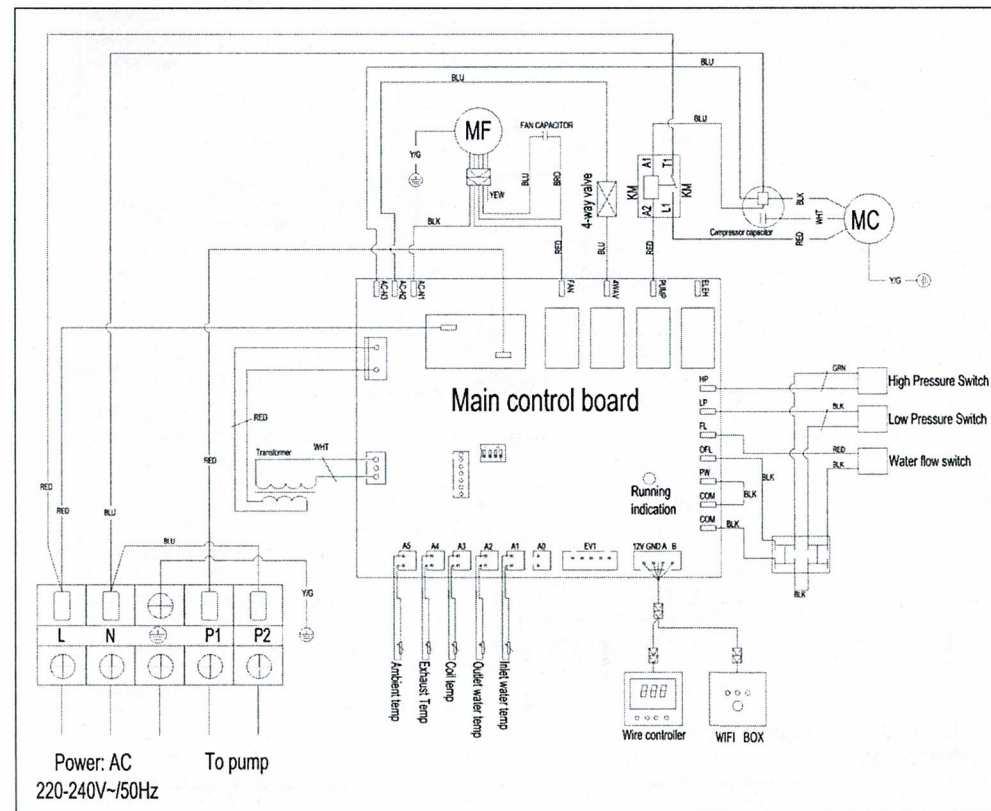 BLU
BLU
MF
FAN CAPACITOR
Y/G
YEW
BLU
BRO
BLK
RED
4-way valve
BLU
BLU
A1
T1
KM
KM
A2
L1
RED
Compressor capacitor
BLK
WHT
RED
MC
Y/G
AC-N3
AC-N2
AC-N1
FAN
4WAY
PUMP
ELEH
Main control board
HP
LP
FL
OFL
PW
COM
COM
GRN
High Pressure Switch
BLK
Low Pressure Switch
RED
Water flow switch
BLK
BLK
BLK
BLK
RED
Transformer
WHT
Running
indication
RED
RED
BLU
RED
BLU
Y/G
A5
A4
A3
A2
A1
A0
EV1
12V GND A B
L
N
P1
P2
Ambient temp
Exhaust Temp
Coil temp
Outlet water temp
Inlet water temp
Wire controller
WIFI BOX
Power: AC
220-240V~/50Hz
To pump